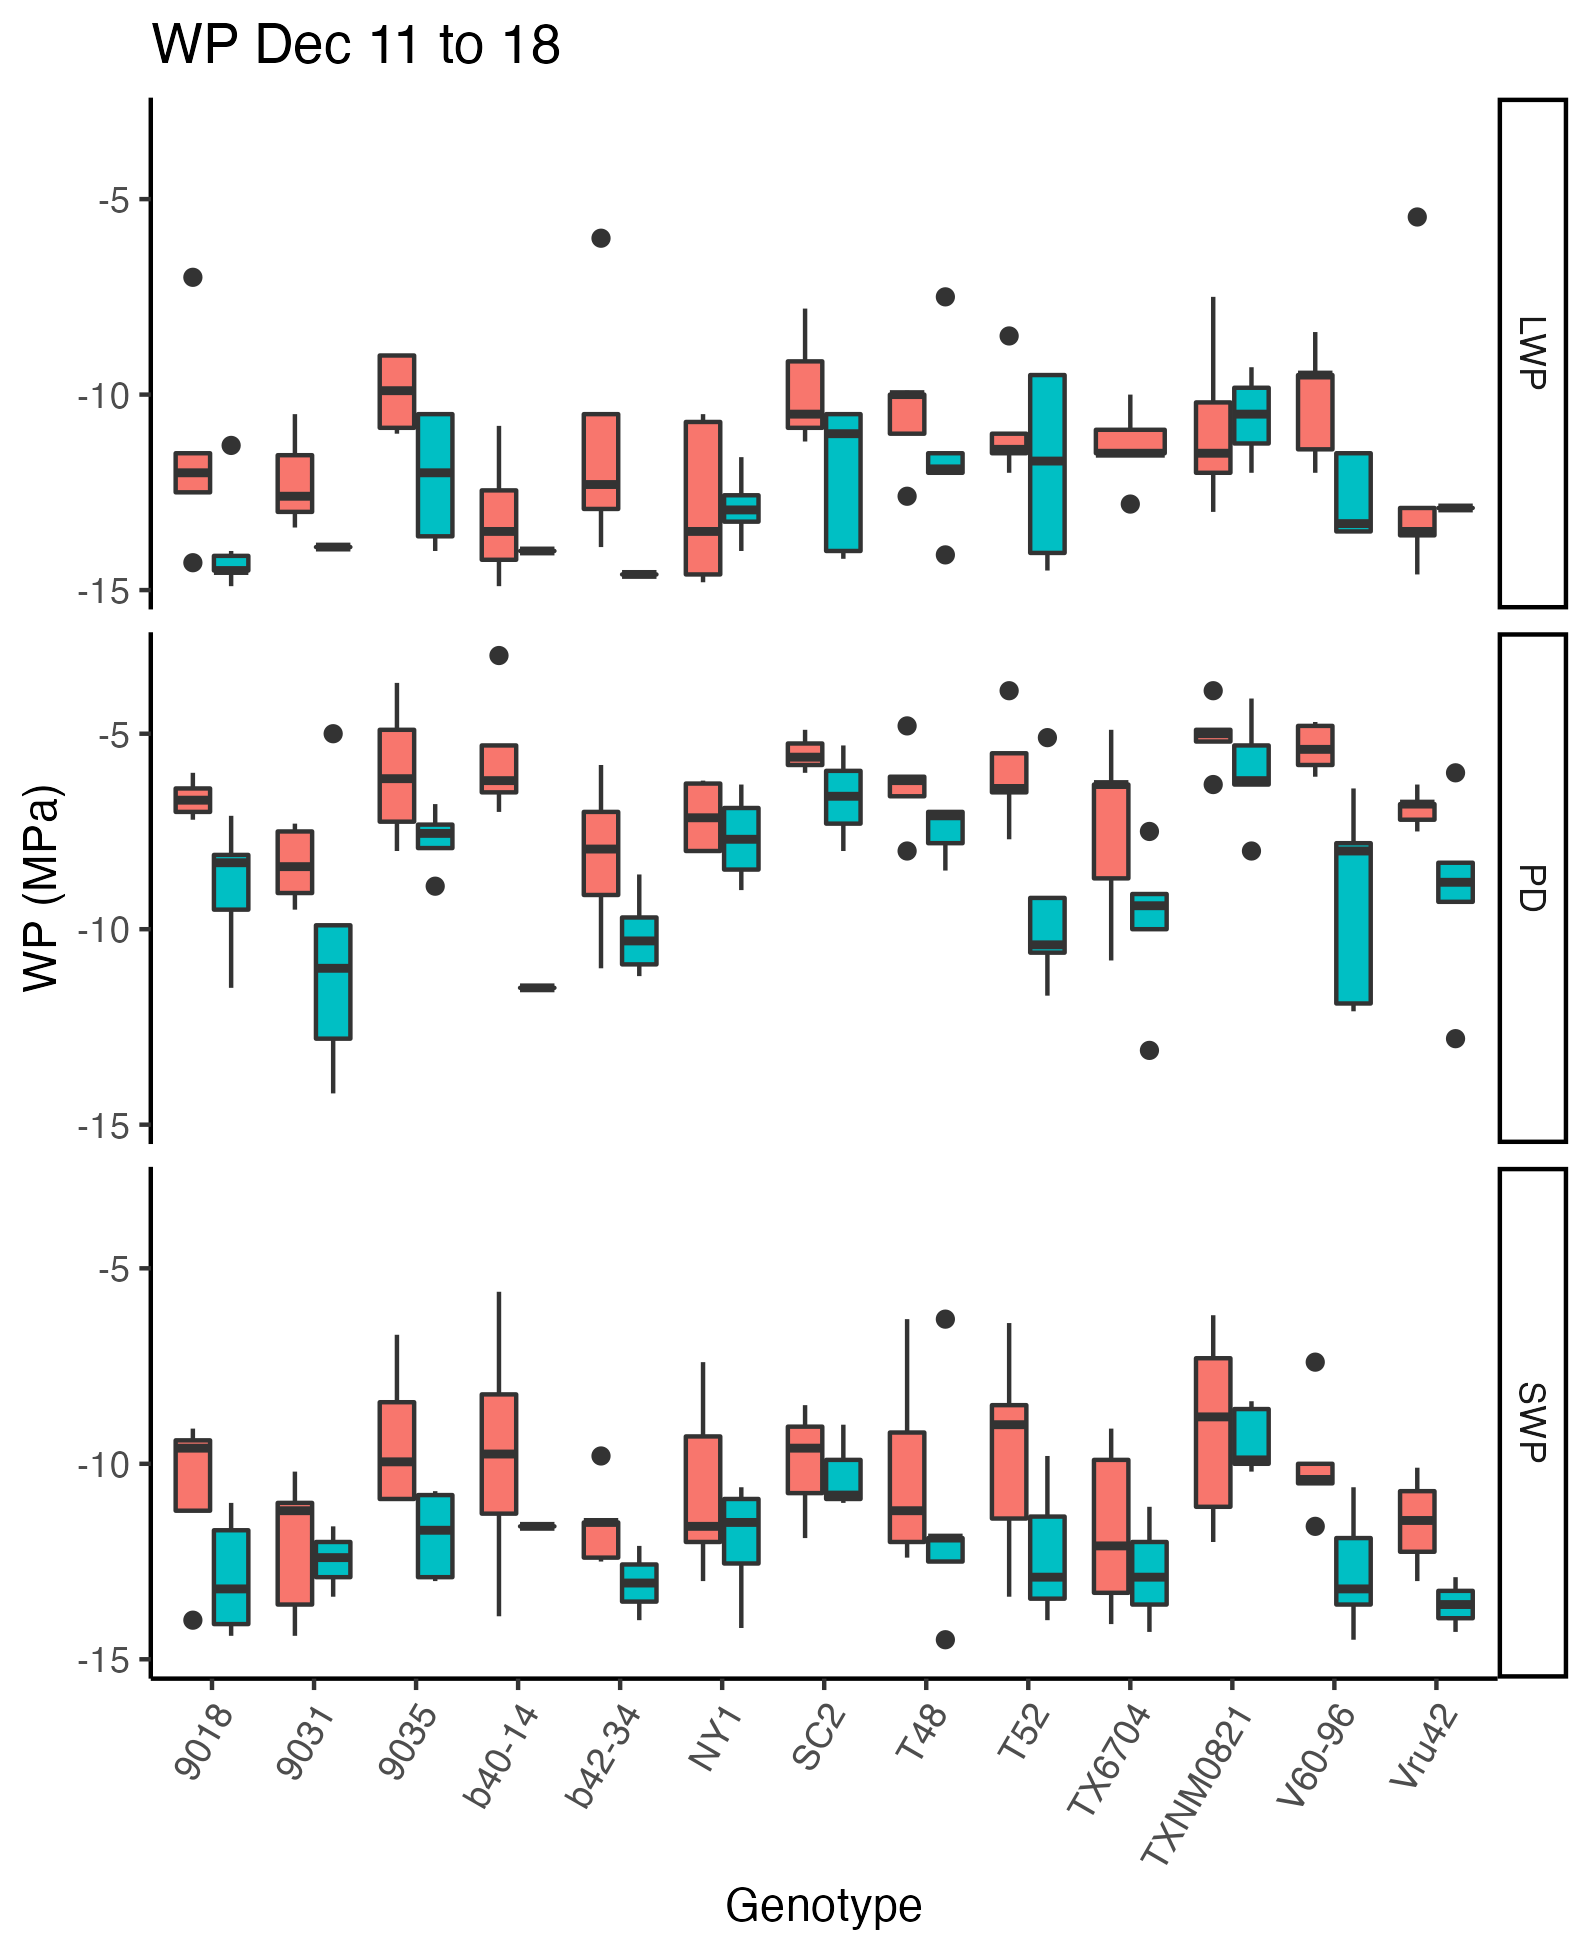 WP Dec 11 to 18
WP (MPa)
-5
-10
-15
LWP
-5
-10
-15
PD
-5
-10
-15
SWP
9018
9031
9035
b40-14
b42-34
NY1
SC2
T48
T52
TX6704
TXNM0821
V60-96
Vru42
Genotype